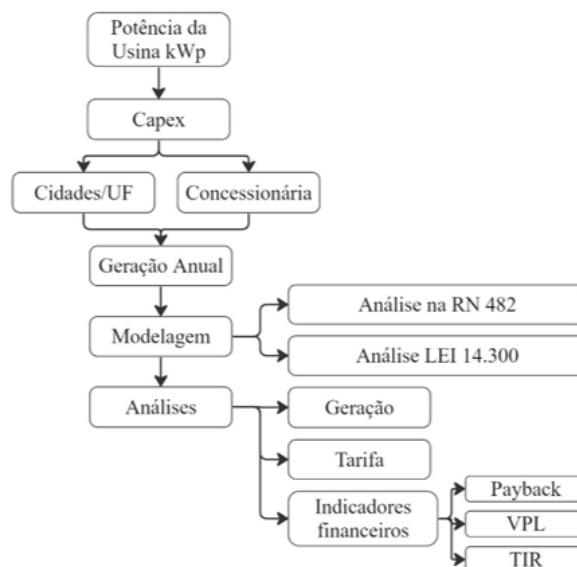 Potência da
Usina kWp
Capex
Cidades/UF
Concessionária
Geração Anual
Modelagem
Análise na RN 482
Análise LEI 14.300
Análises
Geração
Tarifa
Indicadores
financeiros
Payback
VPL
TIR